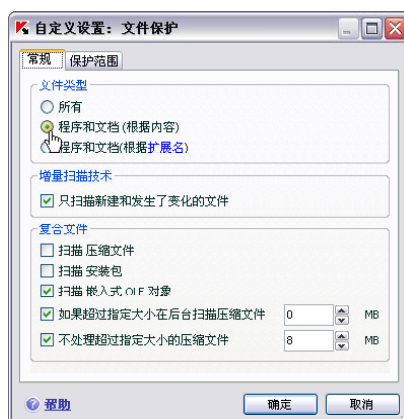 自定义设置: 文件保护
常规 保护范围
文件类型
所有
程序和文档(根据内容)
程序和文档(根据扩展名)
增量扫描技术
只扫描新建和发生了变化的文件
复合文件
扫描 压缩文件
扫描 安装包
扫描 嵌入式 OLE 对象
如果超过指定大小在后台扫描压缩文件 0 MB
不处理超过指定大小的压缩文件 8 MB
帮助 确定 取消